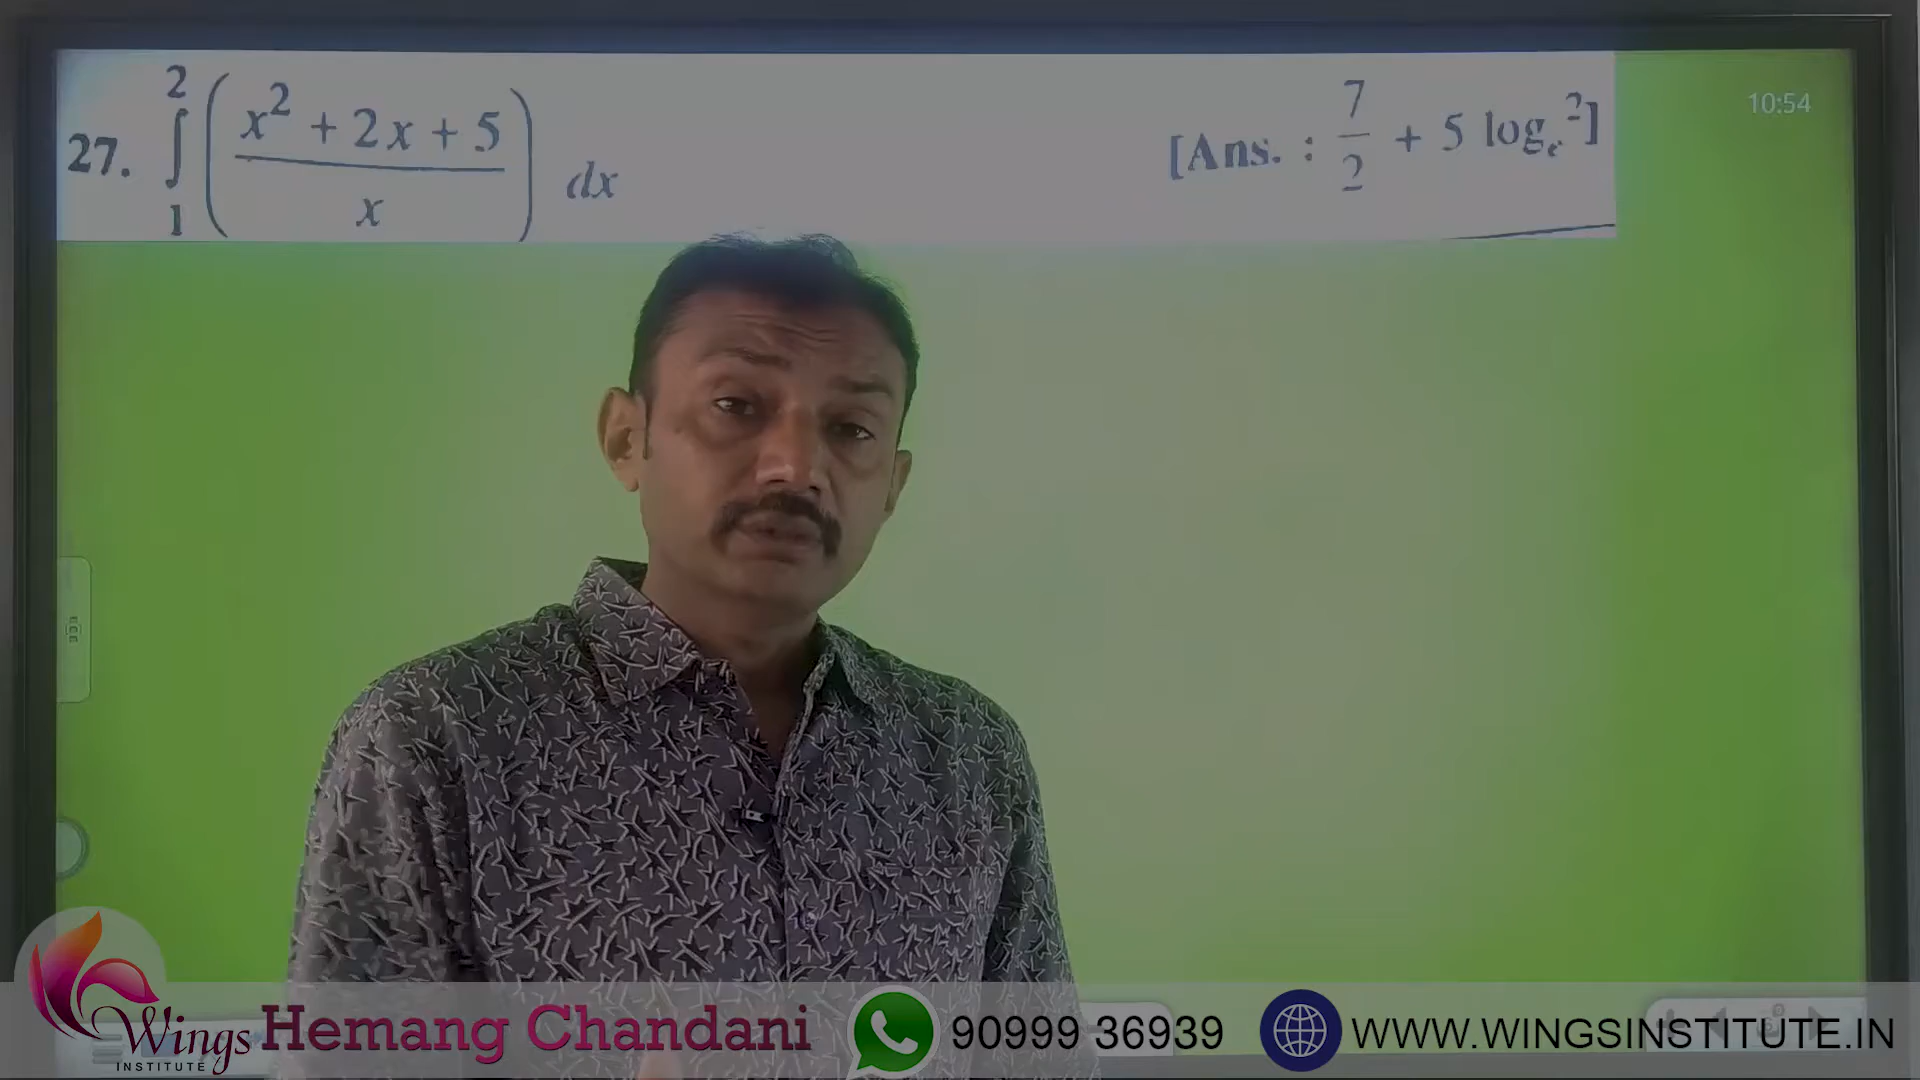 27. ∫₁² ( (x² + 2x + 5) / x ) dx
[Ans. : 7/2 + 5 logₑ²]
10:54
Wings
INSTITUTE
Hemang Chandani
90999 36939
WWW.WINGSINSTITUTE.IN